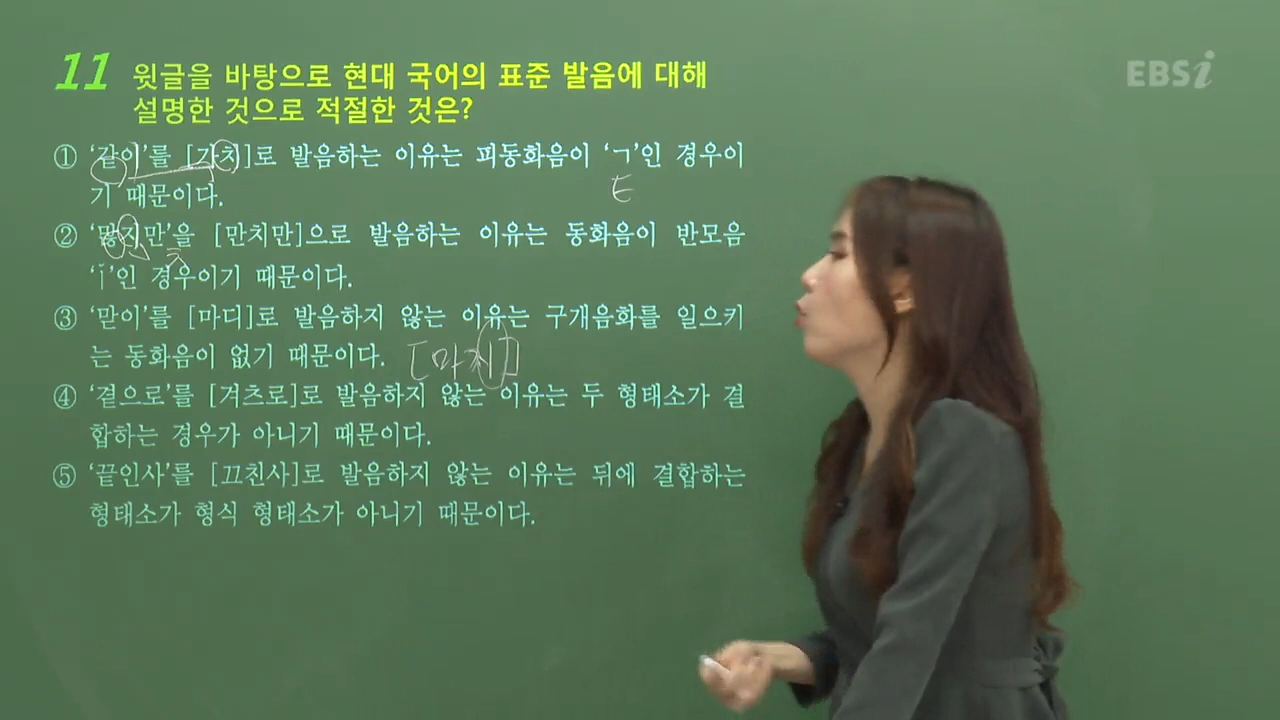 11 윗글을 바탕으로 현대 국어의 표준 발음에 대해
설명한 것으로 적절한 것은?
EBSi
① ‘같이’를 [가치]로 발음하는 이유는 피동화음이 ‘ㄱ’인 경우이
기 때문이다.
ㅌ
② ‘많지만’을 [만치만]으로 발음하는 이유는 동화음이 반모음
‘ㅣ’인 경우이기 때문이다.
③ ‘맏이’를 [마디]로 발음하지 않는 이유는 구개음화를 일으키
는 동화음이 없기 때문이다.
[마지]
④ ‘곁으로’를 [겨츠로]로 발음하지 않는 이유는 두 형태소가 결
합하는 경우가 아니기 때문이다.
⑤ ‘끝인사’를 [끄친사]로 발음하지 않는 이유는 뒤에 결합하는
형태소가 형식 형태소가 아니기 때문이다.